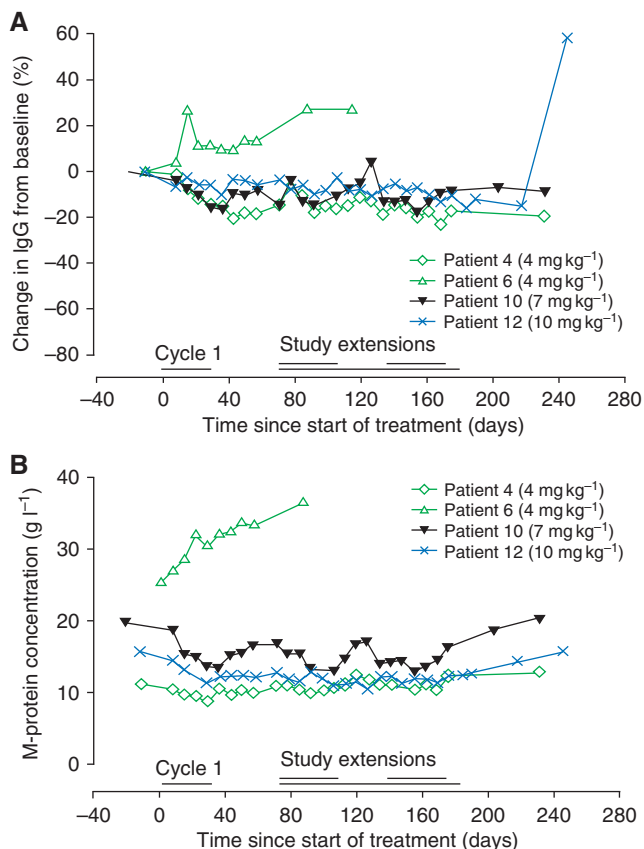 A
Change in IgG from baseline (%)
60
40
20
0
–20
–40
–60
–80
Patient 4 (4 mg kg–1)
Patient 6 (4 mg kg–1)
Patient 10 (7 mg kg–1)
Patient 12 (10 mg kg–1)
Cycle 1
Study extensions
–40 0 40 80 120 160 200 240 280
Time since start of treatment (days)
B
M-protein concentration (g l–1)
40
30
20
10
0
Patient 4 (4 mg kg–1)
Patient 6 (4 mg kg–1)
Patient 10 (7 mg kg–1)
Patient 12 (10 mg kg–1)
Cycle 1
Study extensions
–40 0 40 80 120 160 200 240 280
Time since start of treatment (days)